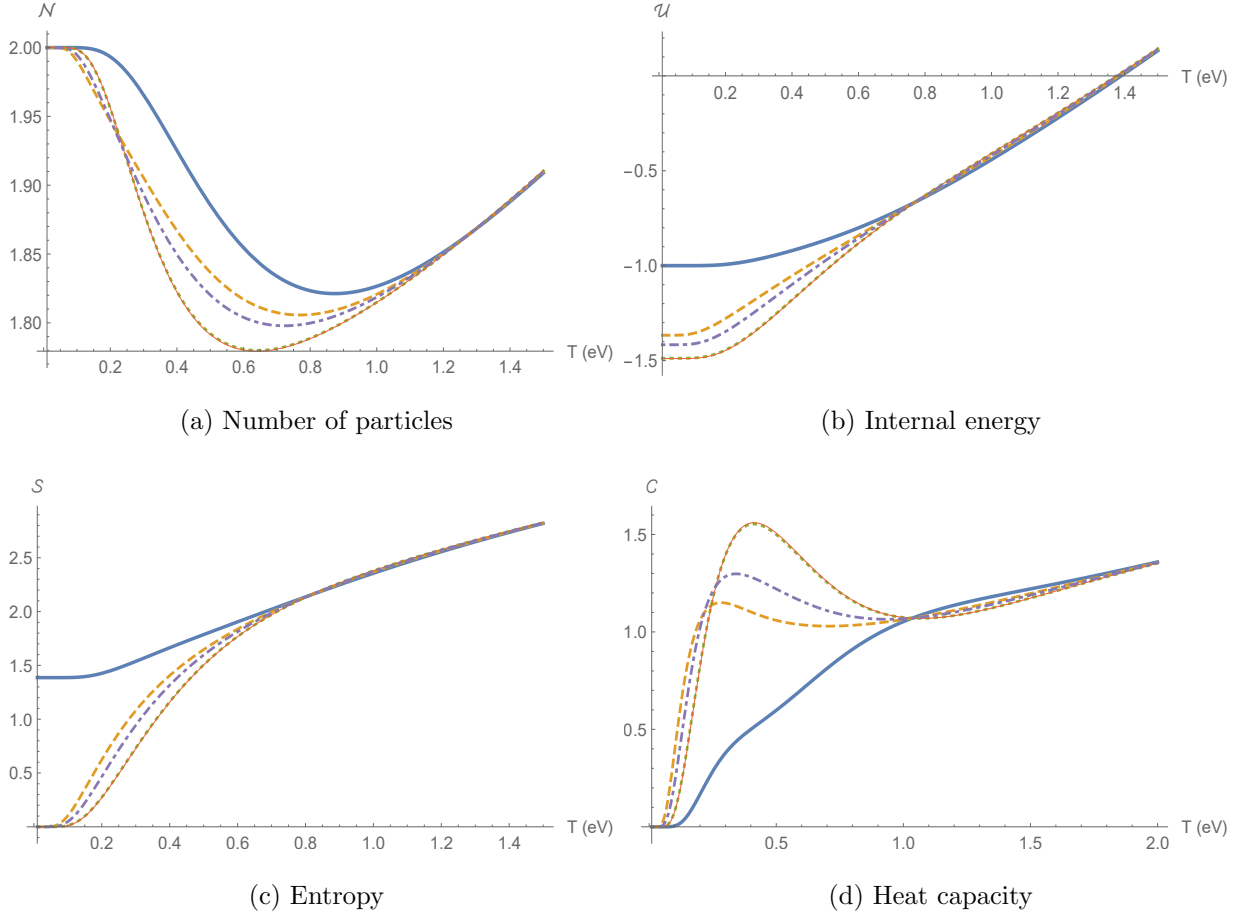 𝒩
2.00
1.95
1.90
1.85
1.80
0.2 0.4 0.6 0.8 1.0 1.2 1.4
T (eV)
(a) Number of particles
𝒰
0.2 0.4 0.6 0.8 1.0 1.2 1.4
T (eV)
−0.5
−1.0
−1.5
(b) Internal energy
𝒮
2.5
2.0
1.5
1.0
0.5
0.2 0.4 0.6 0.8 1.0 1.2 1.4
T (eV)
(c) Entropy
C
1.5
1.0
0.5
0.5 1.0 1.5 2.0
T (eV)
(d) Heat capacity